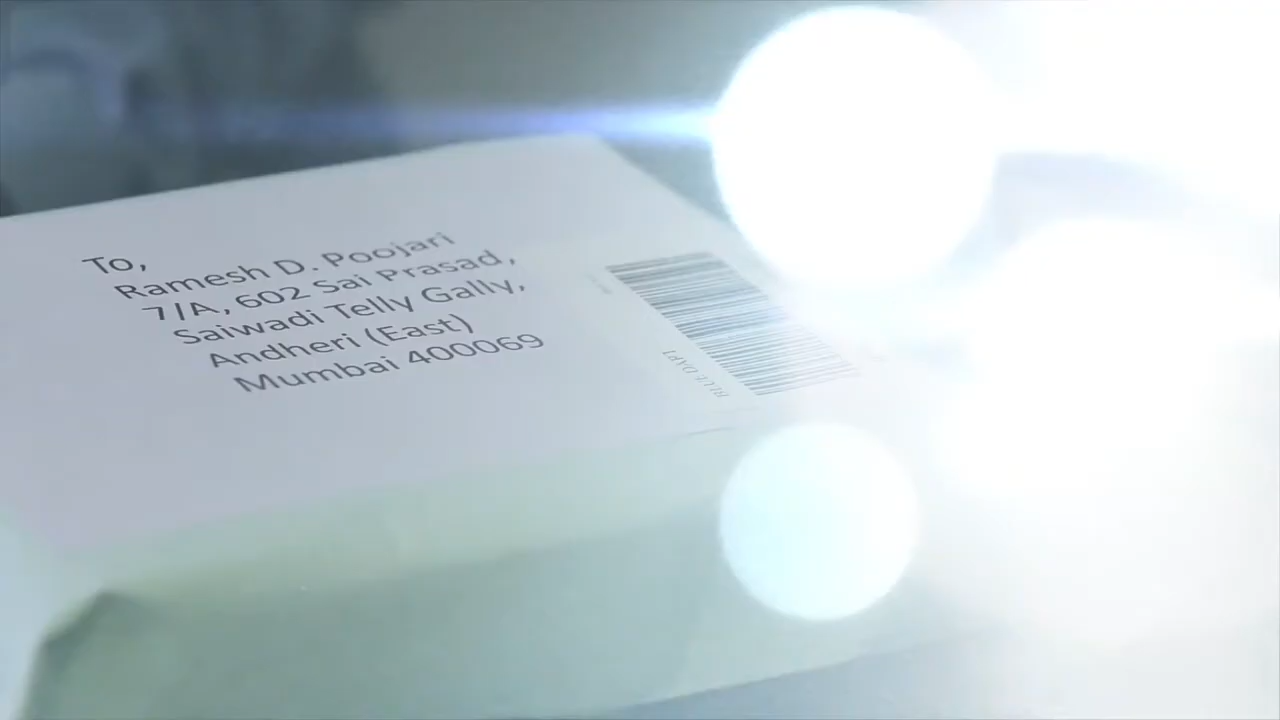 To,
Ramesh D. Poojari
7/A, 602 Sai Prasad,
Saiwadi Telly Gally,
Andheri (East)
Mumbai 400069